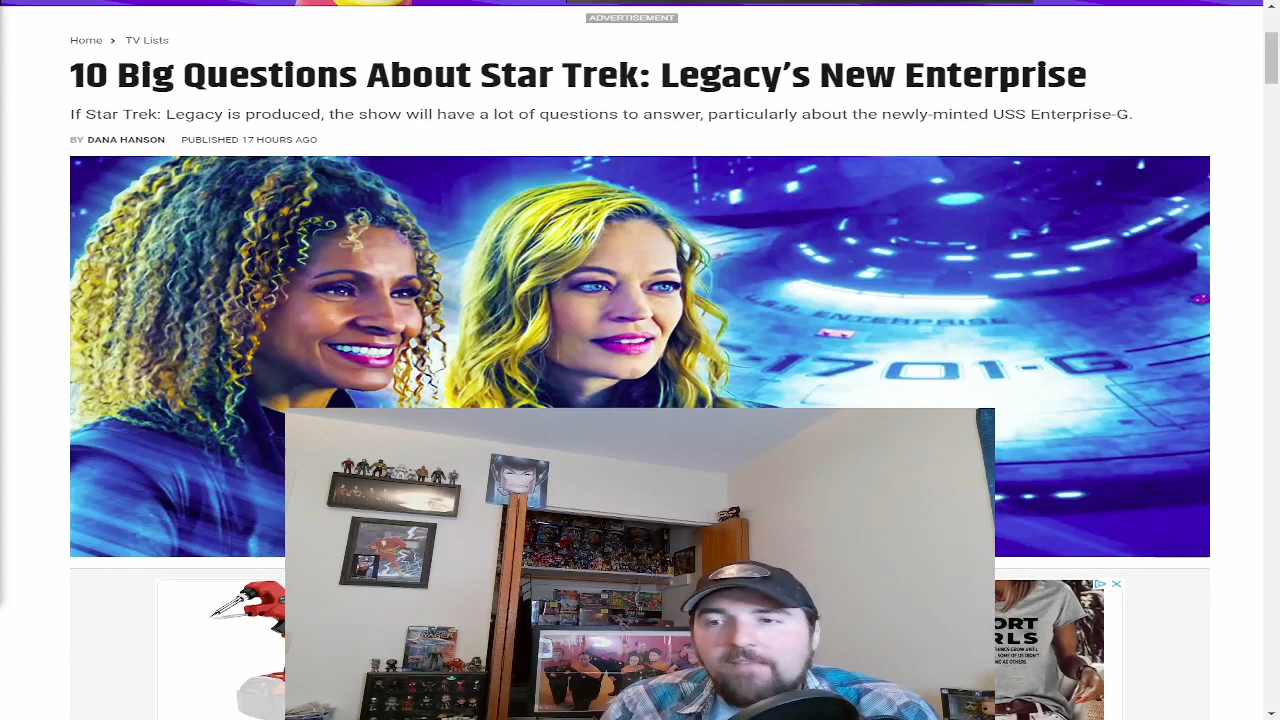 ADVERTISEMENT
Home > TV Lists
10 Big Questions About Star Trek: Legacy's New Enterprise
If Star Trek: Legacy is produced, the show will have a lot of questions to answer, particularly about the newly-minted USS Enterprise-G.
BY DANA HANSON PUBLISHED 17 HOURS AGO
U.S.S. ENTERPRISE
-1701-G
ORT
RLS